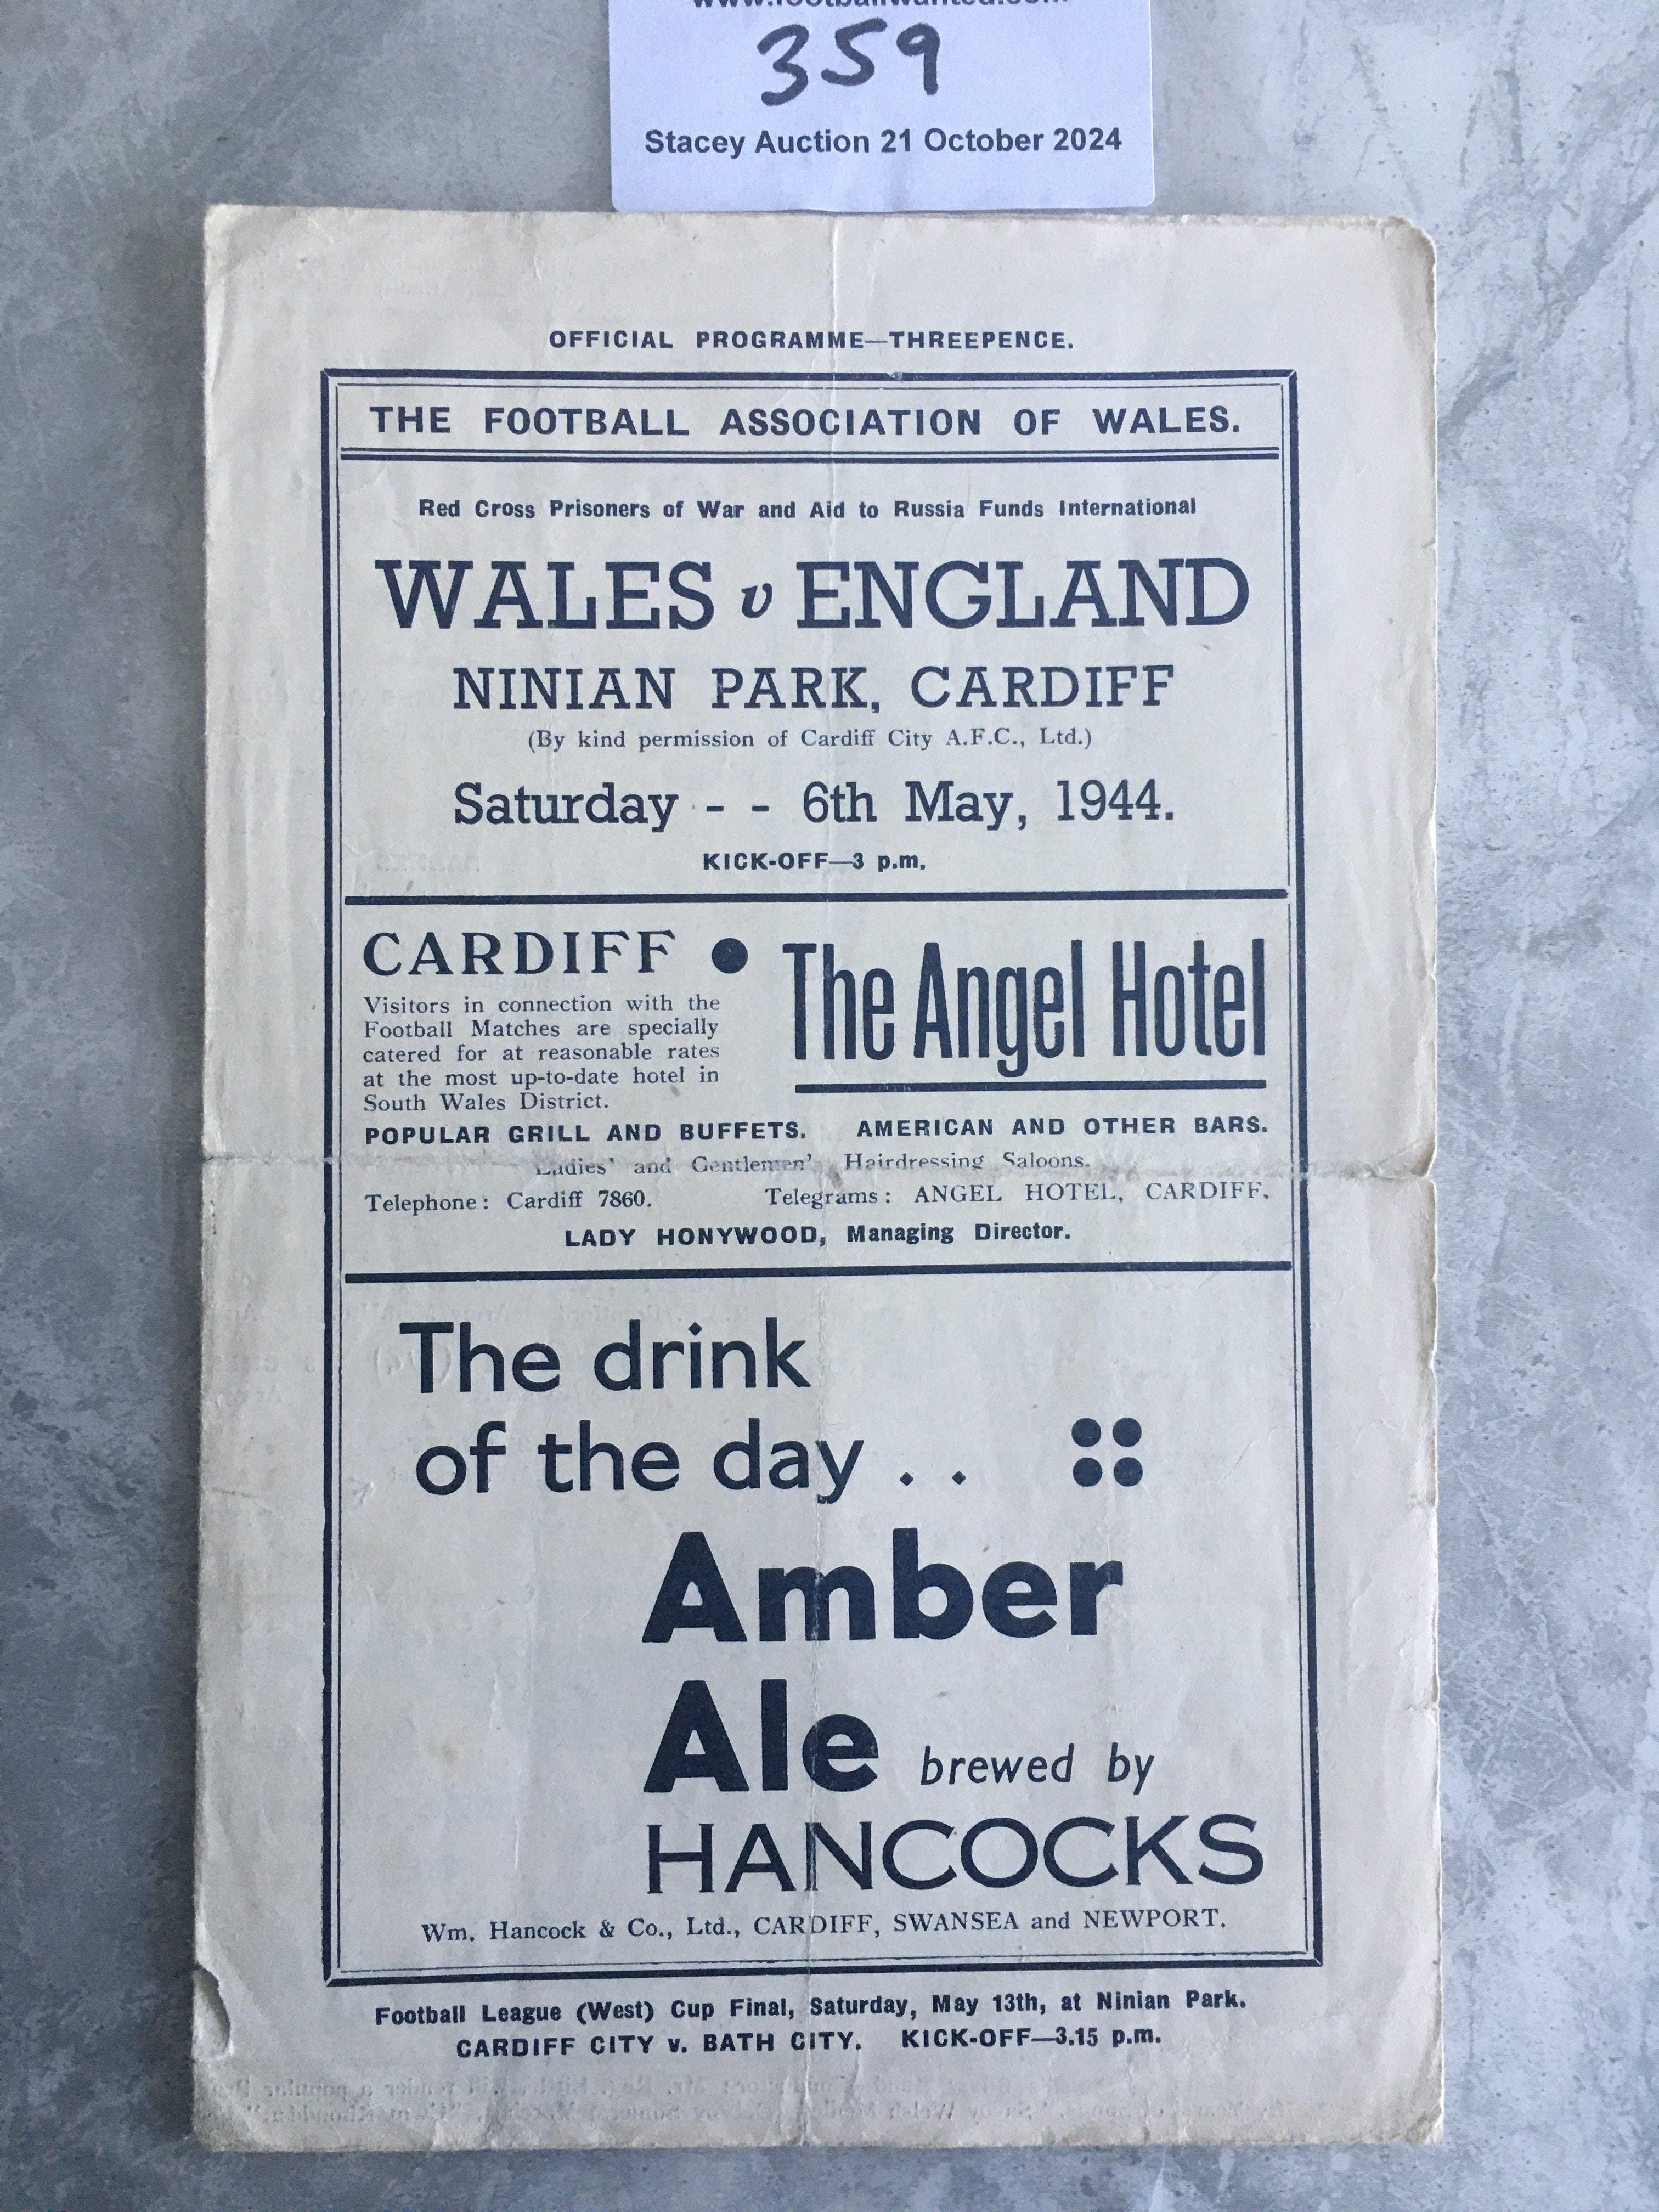 359
Stacey Auction 21 October 2024
OFFICIAL PROGRAMME—THREEPENCE.
THE FOOTBALL ASSOCIATION OF WALES.
Red Cross Prisoners of War and Aid to Russia Funds International
WALES v ENGLAND
NINIAN PARK, CARDIFF
(By kind permission of Cardiff City A.F.C., Ltd.)
Saturday - - 6th May, 1944.
KICK-OFF—3 p.m.
CARDIFF ● The Angel Hotel
Visitors in connection with the
Football Matches are specially
catered for at reasonable rates
at the most up-to-date hotel in
South Wales District.
POPULAR GRILL AND BUFFETS. AMERICAN AND OTHER BARS.
Ladies' and Gentlemen' Hairdressing Saloons.
Telephone: Cardiff 7860. Telegrams: ANGEL HOTEL, CARDIFF.
LADY HONYWOOD, Managing Director.
The drink
of the day . .
Amber
Ale brewed by
HANCOCKS
Wm. Hancock & Co., Ltd., CARDIFF, SWANSEA and NEWPORT.
Football League (West) Cup Final, Saturday, May 13th, at Ninian Park.
CARDIFF CITY v. BATH CITY. KICK-OFF—3.15 p.m.